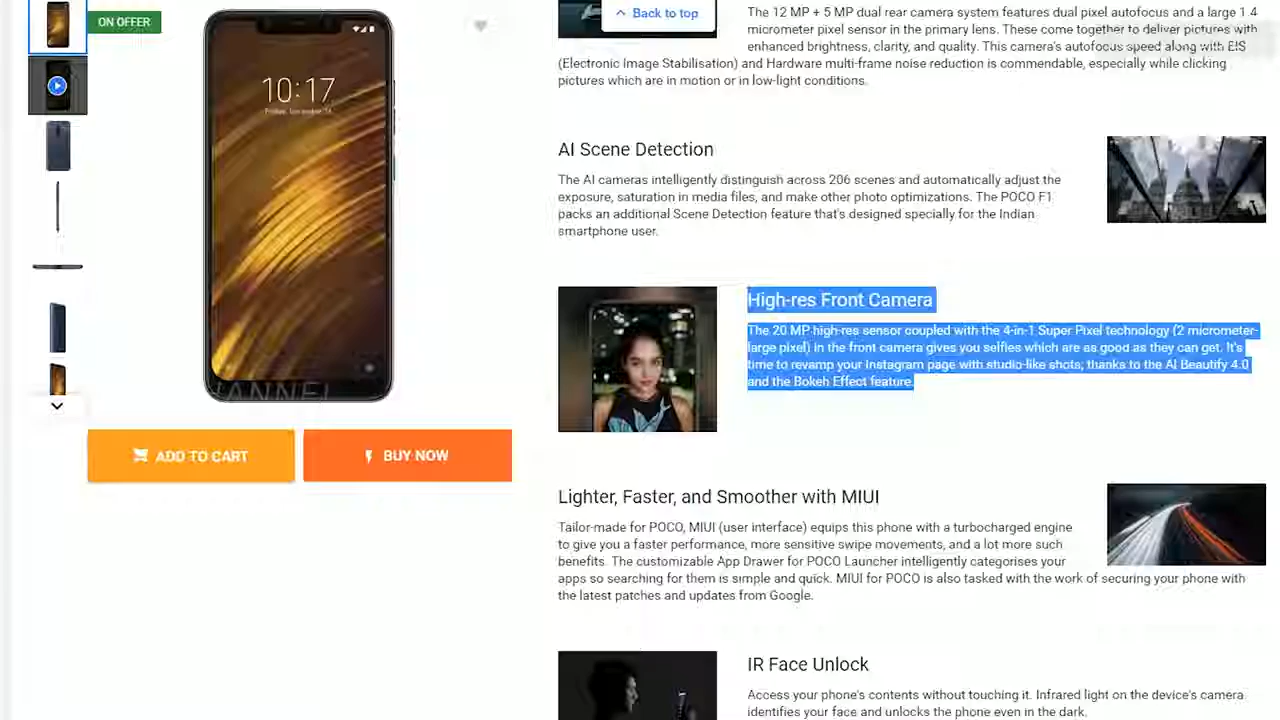 ON OFFER
10:17
Friday, November 16
ANNEL
ADD TO CART
BUY NOW
Back to top
The 12 MP + 5 MP dual rear camera system features dual pixel autofocus and a large 1.4
micrometer pixel sensor in the primary lens. These come together to deliver pictures with
enhanced brightness, clarity, and quality. This camera's autofocus speed along with EIS
(Electronic Image Stabilisation) and Hardware multi-frame noise reduction is commendable, especially while clicking
pictures which are in motion or in low-light conditions.
AI Scene Detection
The AI cameras intelligently distinguish across 206 scenes and automatically adjust the
exposure, saturation in media files, and make other photo optimizations. The POCO F1
packs an additional Scene Detection feature that's designed specially for the Indian
smartphone user.
High-res Front Camera
The 20 MP high-res sensor coupled with the 4-in-1 Super Pixel technology (2 micrometer-
large pixel) in the front camera gives you selfies which are as good as they can get. It's
time to revamp your Instagram page with studio-like shots, thanks to the AI Beautify 4.0
and the Bokeh Effect feature.
Lighter, Faster, and Smoother with MIUI
Tailor-made for POCO, MIUI (user interface) equips this phone with a turbocharged engine
to give you a faster performance, more sensitive swipe movements, and a lot more such
benefits. The customizable App Drawer for POCO Launcher intelligently categorises your
apps so searching for them is simple and quick. MIUI for POCO is also tasked with the work of securing your phone with
the latest patches and updates from Google.
IR Face Unlock
Access your phone's contents without touching it. Infrared light on the device's camera
identifies your face and unlocks the phone even in the dark.